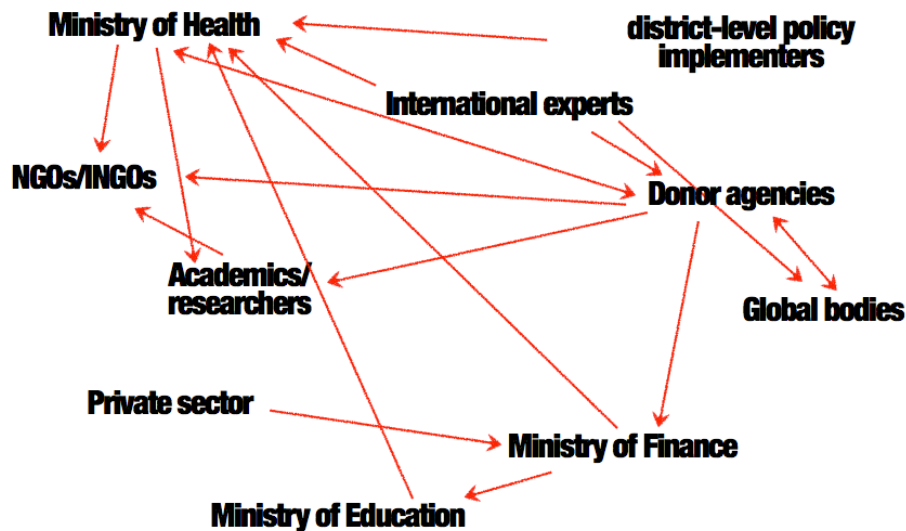 Ministry of Health
district-level policy
implementers
International experts
NGOs/INGOs
Donor agencies
Academics/
researchers
Global bodies
Private sector
Ministry of Finance
Ministry of Education